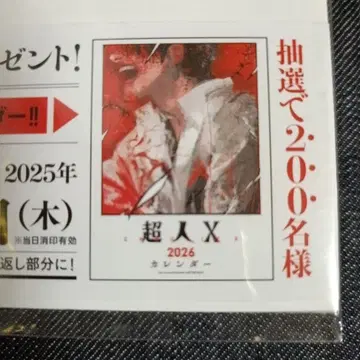 ゼント!
ダー!!
2025年
(木)
※当日消印有効
返し部分に!
超人X
2026
カレンダー
抽選で200名様